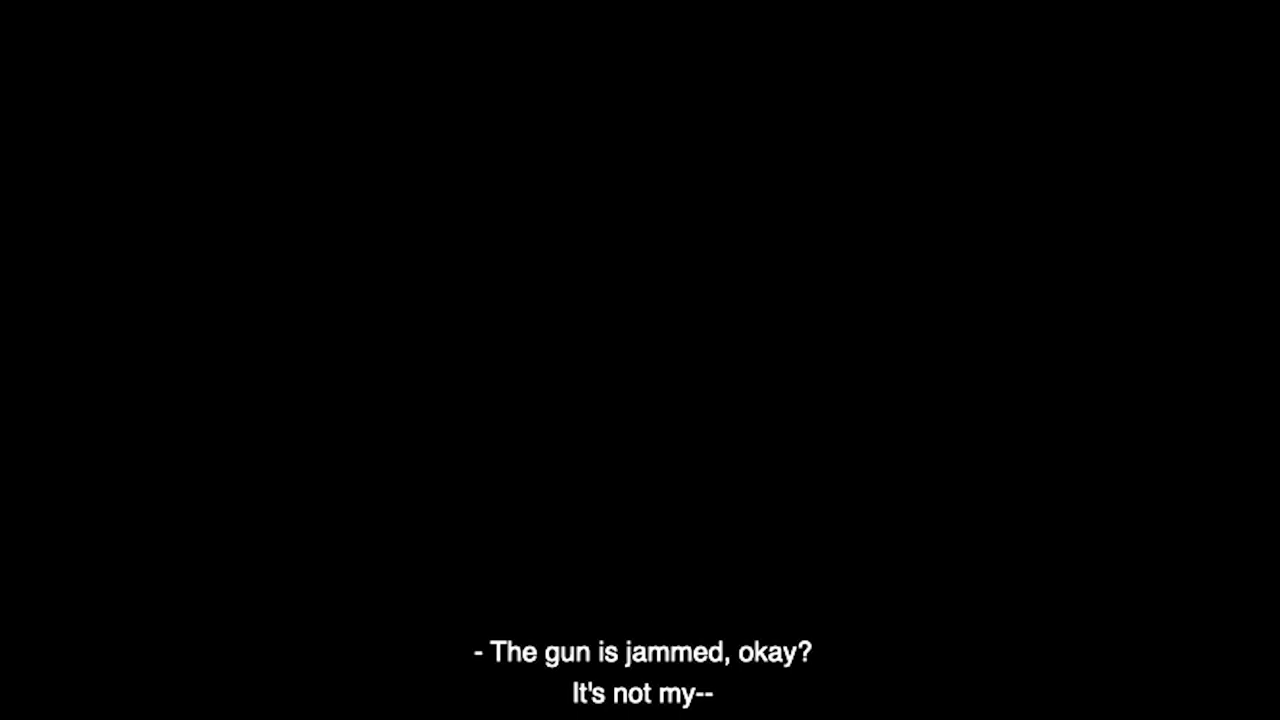 - The gun is jammed, okay?
It's not my--